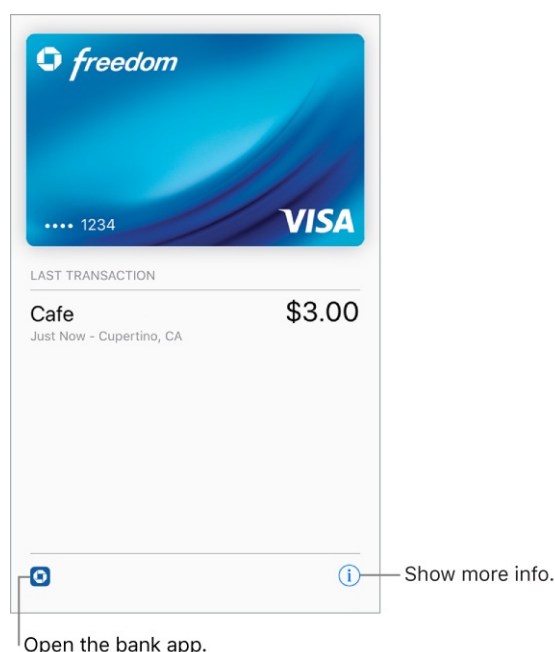 freedom
•••• 1234
VISA
LAST TRANSACTION
Cafe $3.00
Just Now - Cupertino, CA
Show more info.
Open the bank app.